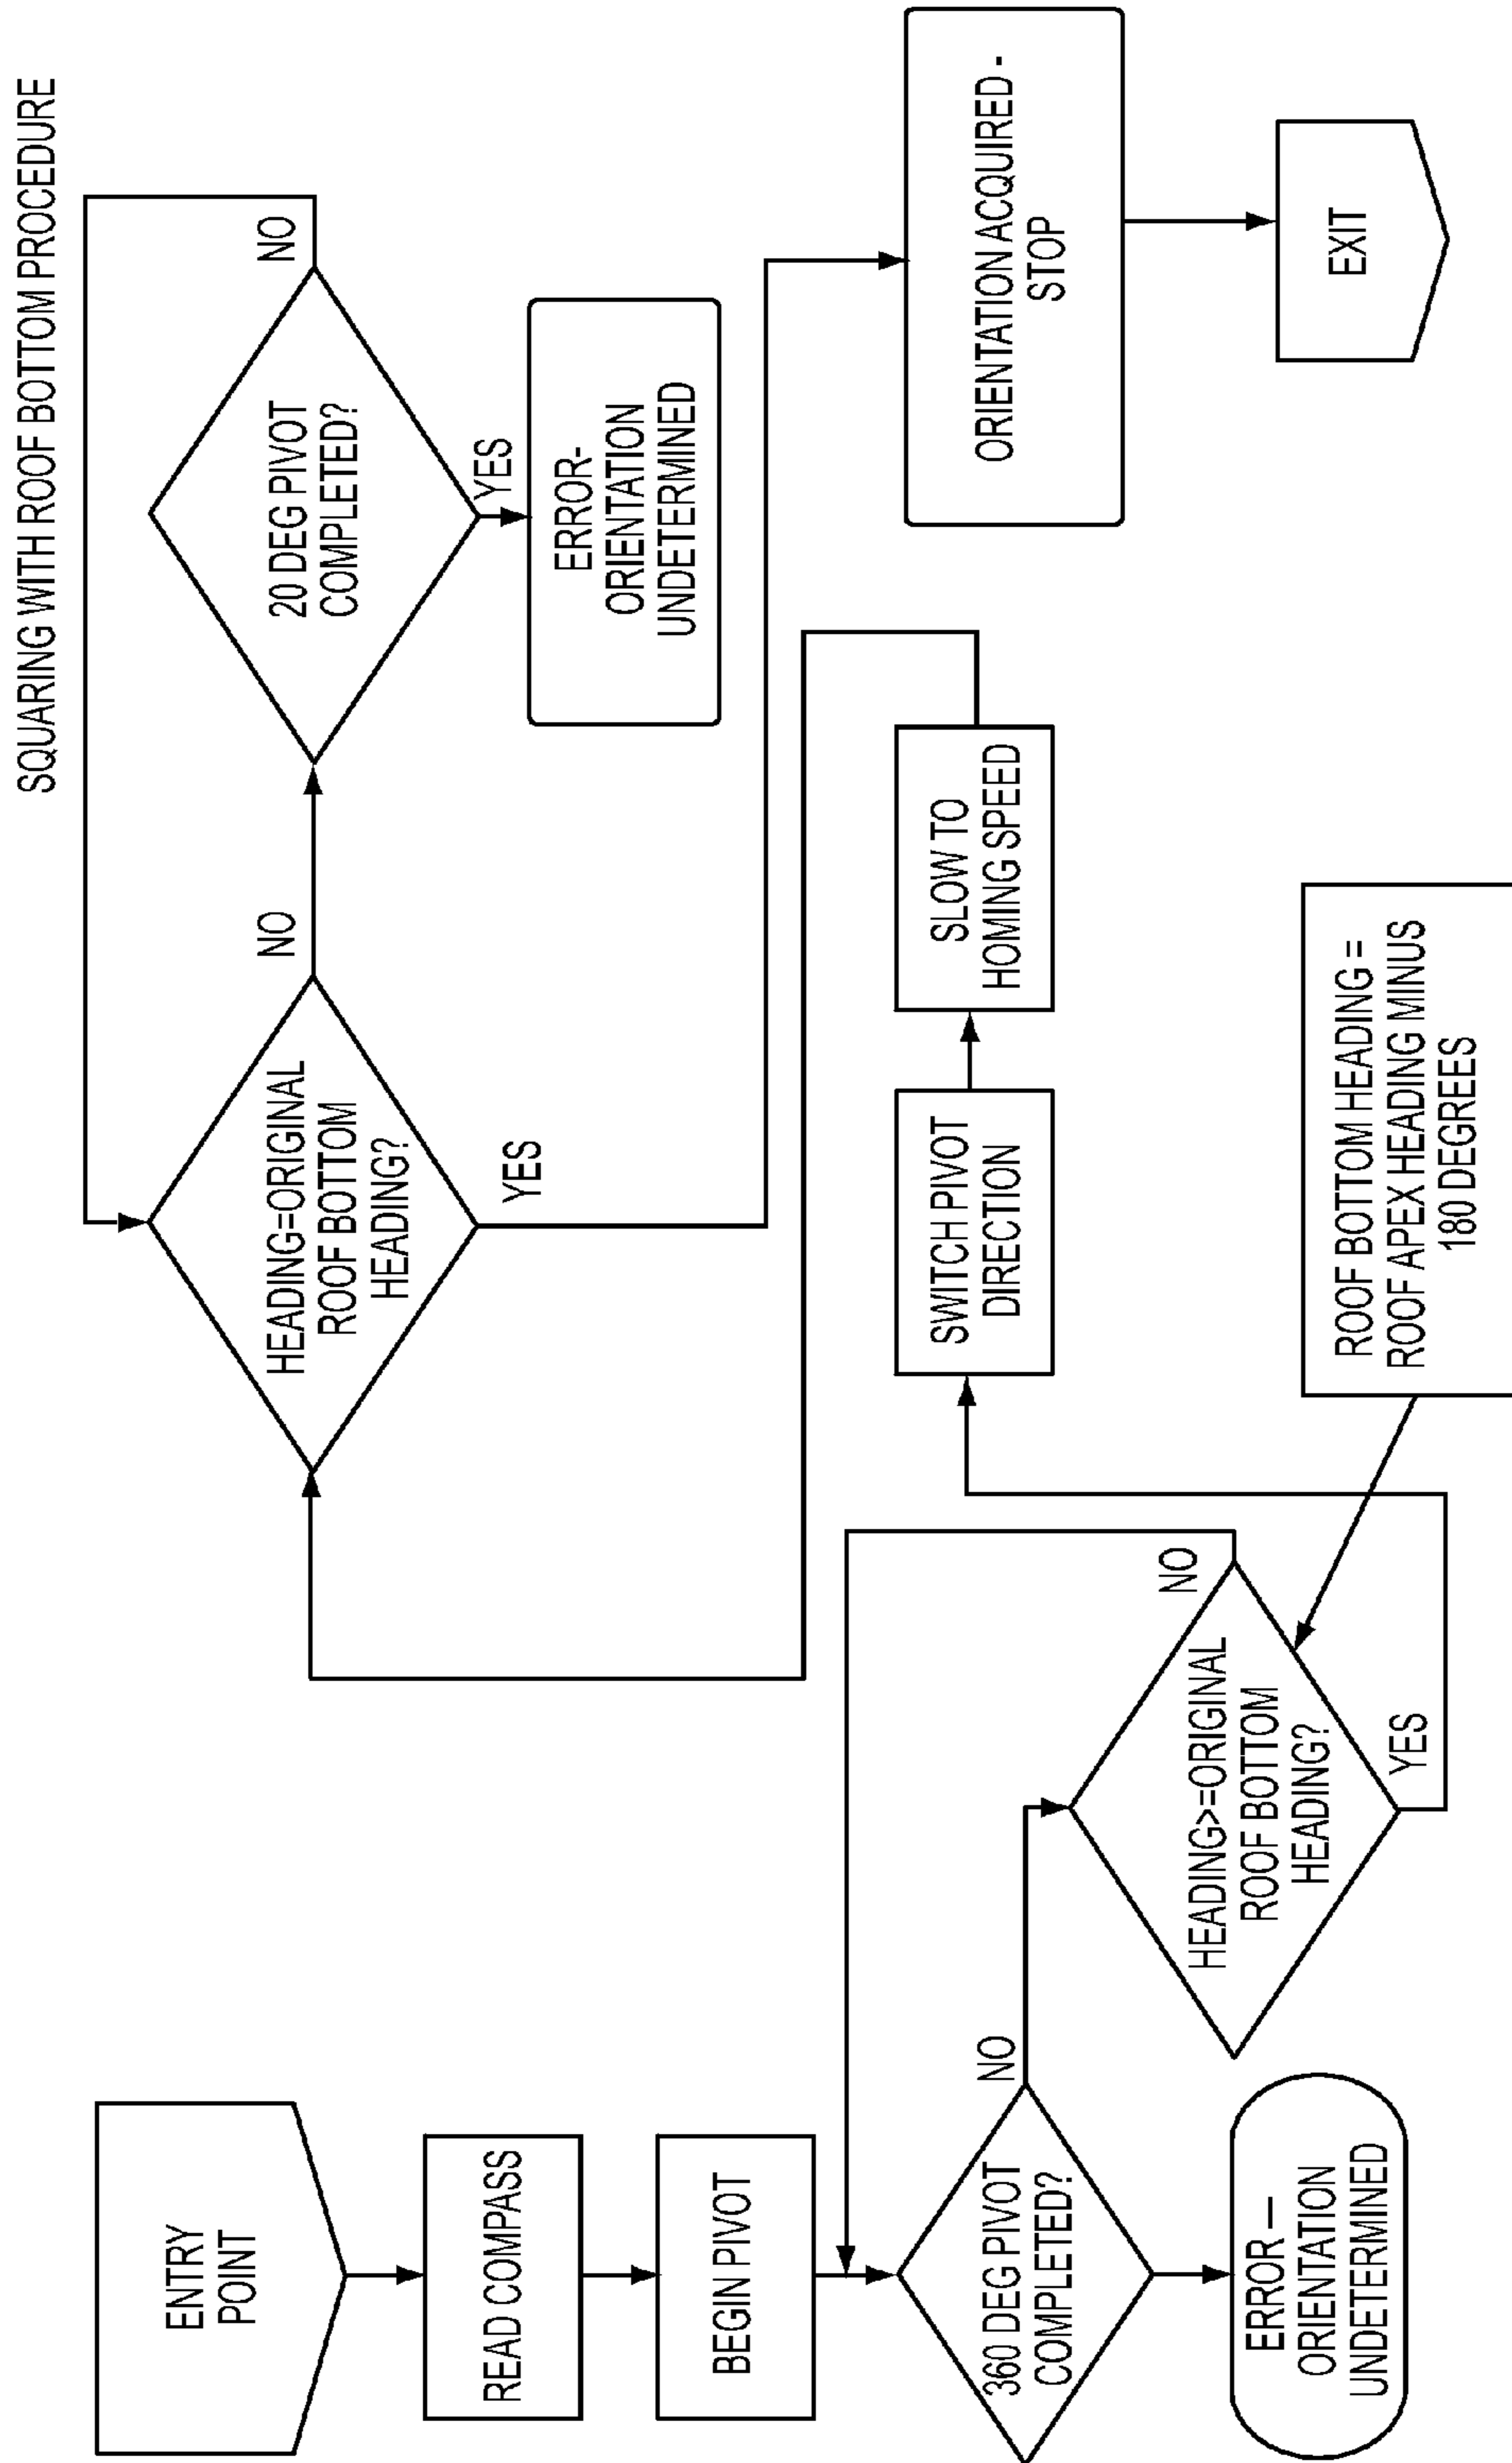 SQUARING WITH ROOF BOTTOM PROCEDURE
ENTRY
POINT
READ COMPASS
BEGIN PIVOT
360 DEG PIVOT
COMPLETED?
NO
ERROR—
ORIENTATION
UNDETERMINED
HEADING>=ORIGINAL
ROOF BOTTOM
HEADING?
NO
YES
ROOF BOTTOM HEADING =
ROOF APEX HEADING MINUS
180 DEGREES
SWITCH PIVOT
DIRECTION
SLOW TO
HOMING SPEED
HEADING=ORIGINAL
ROOF BOTTOM
HEADING?
NO
YES
20 DEG PIVOT
COMPLETED?
NO
YES
ERROR-
ORIENTATION
UNDETERMINED
ORIENTATION ACQUIRED -
STOP
EXIT